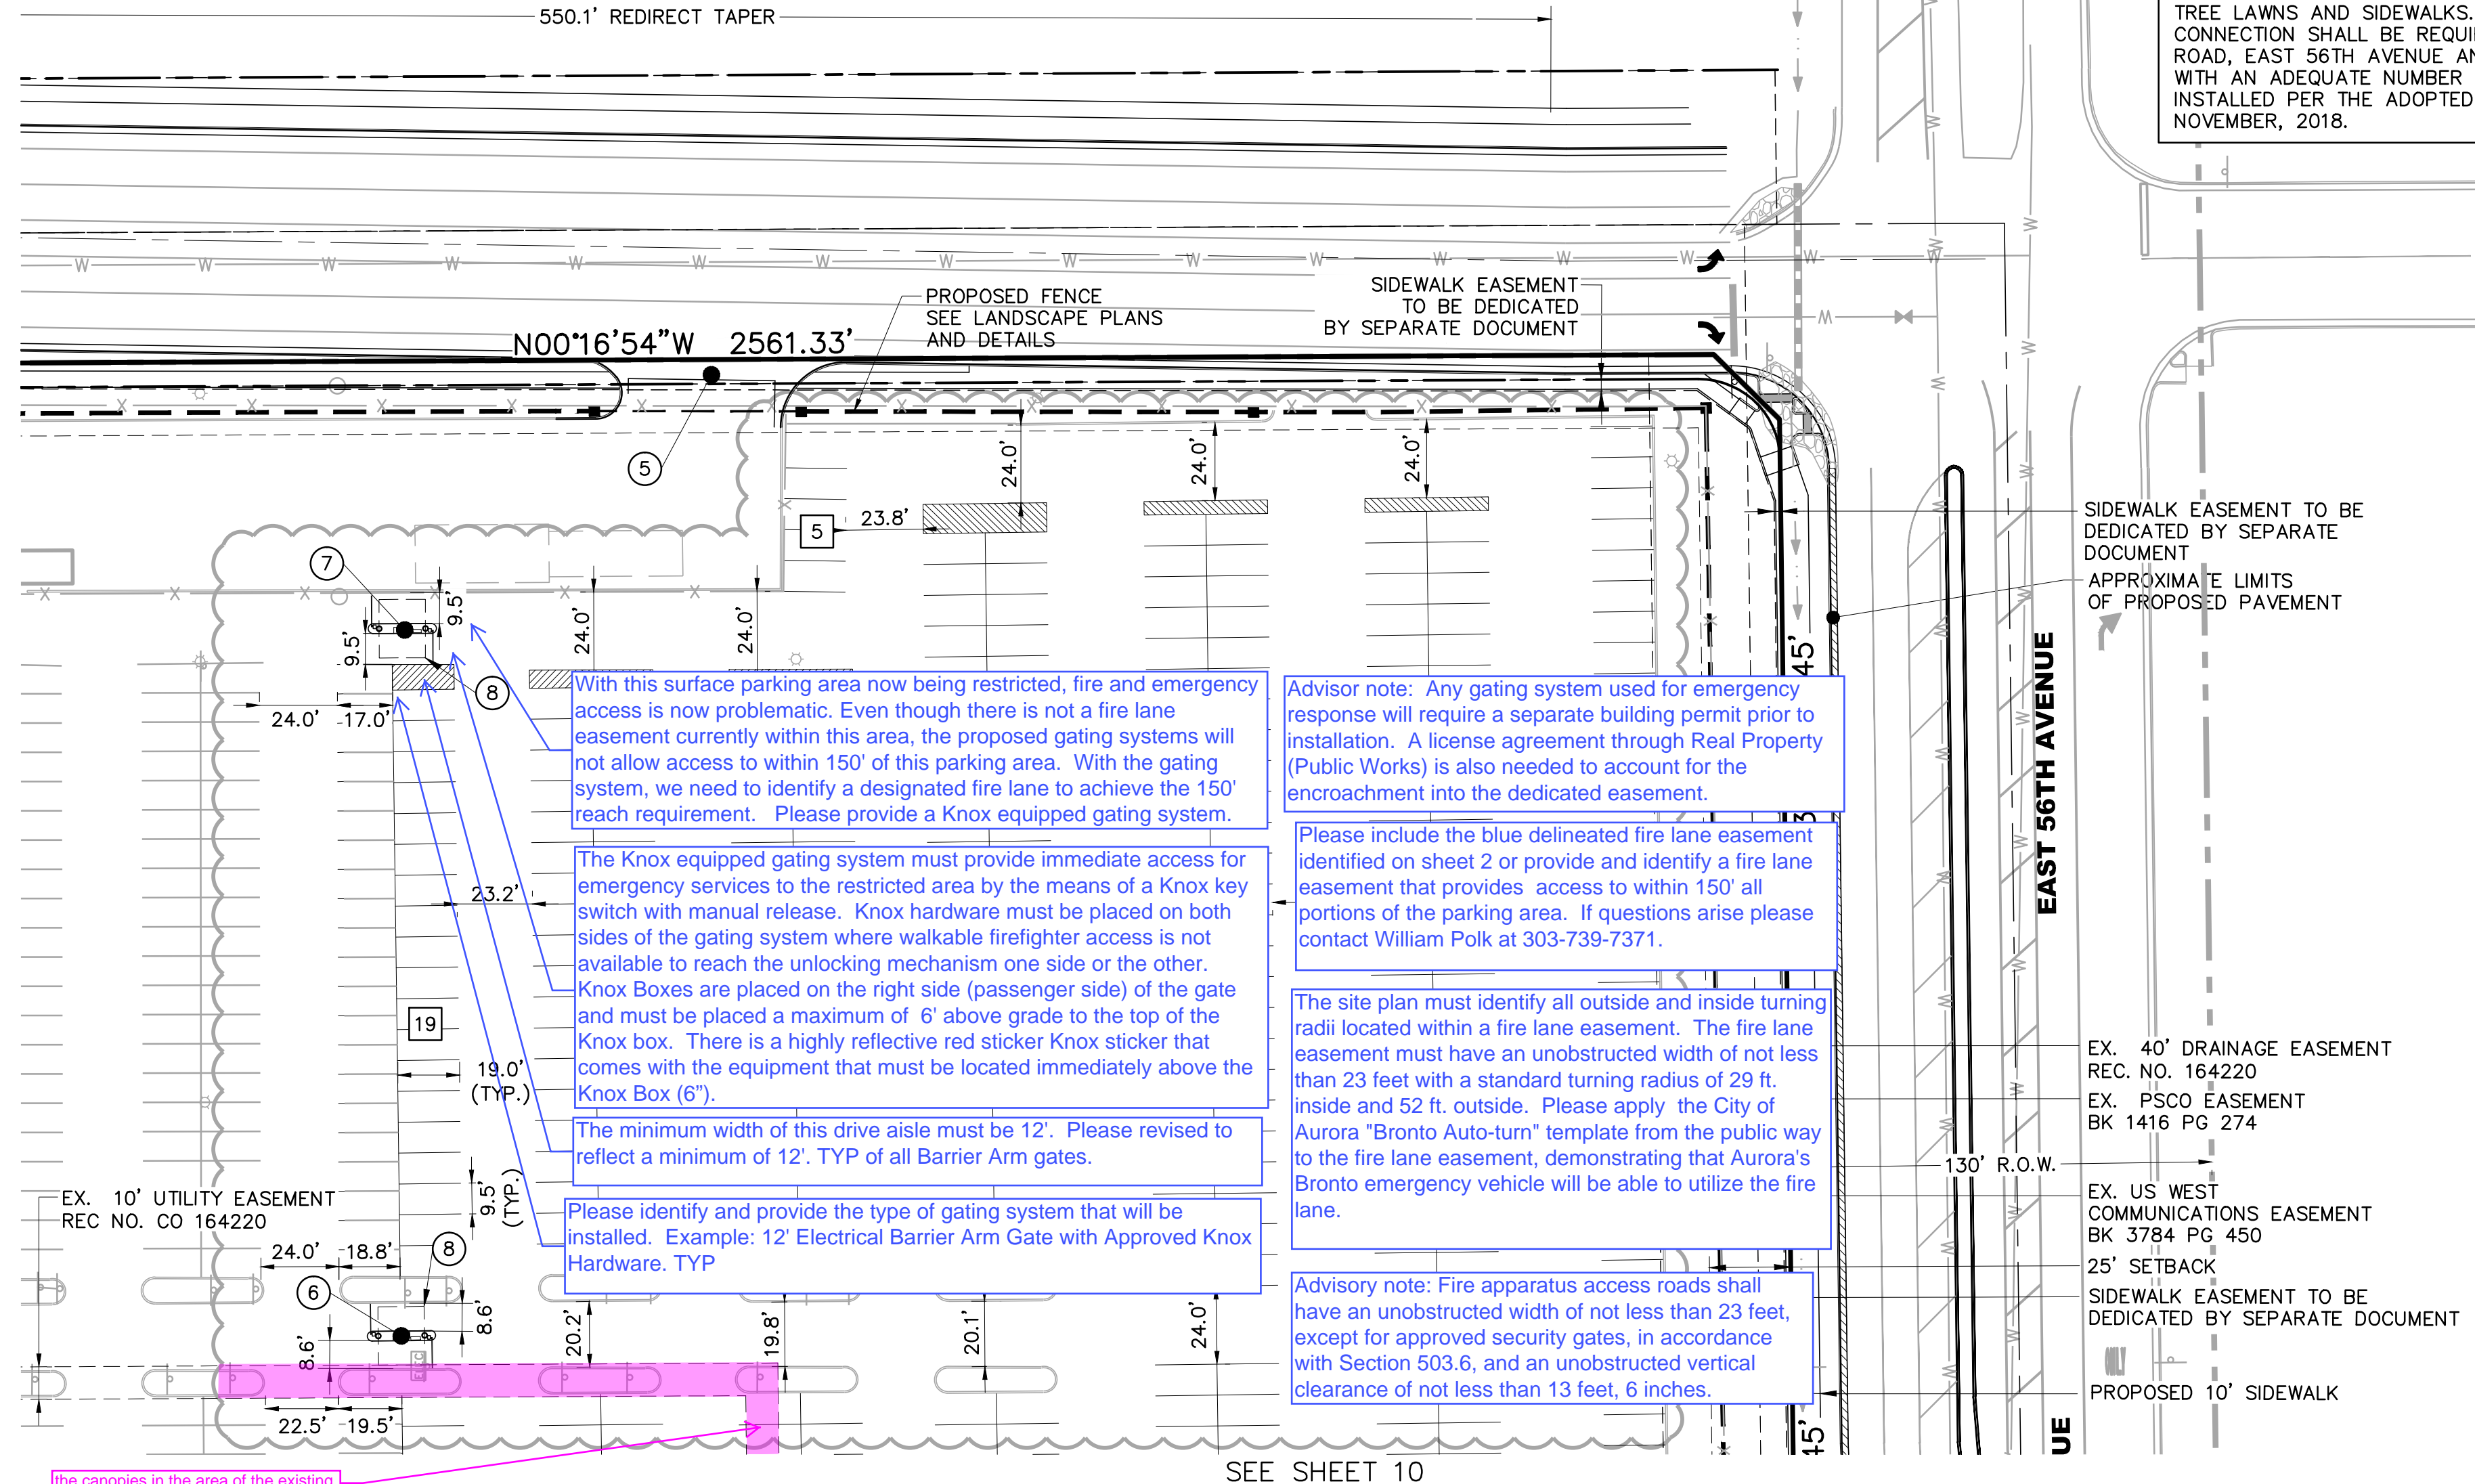 550.1' REDIRECT TAPER
TREE LAWNS AND SIDEWALKS.
CONNECTION SHALL BE
ROAD, EAST 56TH AVENUE
WITH AN ADEQUATE NUMBER
INSTALLED PER THE ADOPTED
NOVEMBER, 2018.
PROPOSED FENCE
SEE LANDSCAPE PLANS
AND DETAILS
SIDEWALK EASEMENT
TO BE DEDICATED
BY SEPARATE DOCUMENT
N00°16'54"W 2561.33'
5
24.0'
24.0'
24.0'
5
23.8'
7
9.5'
9.5'
24.0'
24.0'
8
24.0'
17.0'
SIDEWALK EASEMENT TO BE
DEDICATED BY SEPARATE
DOCUMENT
APPROXIMATE LIMITS
OF PROPOSED PAVEMENT
EAST 56TH AVENUE
45'
With this surface parking area now being restricted, fire and emergency
access is now problematic. Even though there is not a fire lane
easement currently within this area, the proposed gating systems will
not allow access to within 150' of this parking area. With the gating
system, we need to identify a designated fire lane to achieve the 150'
reach requirement. Please provide a Knox equipped gating system.
Advisor note: Any gating system used for emergency
response will require a separate building permit prior to
installation. A license agreement through Real Property
(Public Works) is also needed to account for the
encroachment into the dedicated easement.
The Knox equipped gating system must provide immediate access for
emergency services to the restricted area by the means of a Knox key
switch with manual release. Knox hardware must be placed on both
sides of the gating system where walkable firefighter access is not
available to reach the unlocking mechanism one side or the other.
Knox Boxes are placed on the right side (passenger side) of the gate
and must be placed a maximum of 6' above grade to the top of the
Knox box. There is a highly reflective red sticker Knox sticker that
comes with the equipment that must be located immediately above the
Knox Box (6").
Please include the blue delineated fire lane easement
identified on sheet 2 or provide and identify a fire lane
easement that provides access to within 150' all
portions of the parking area. If questions arise please
contact William Polk at 303-739-7371.
The site plan must identify all outside and inside turning
radii located within a fire lane easement. The fire lane
easement must have an unobstructed width of not less
than 23 feet with a standard turning radius of 29 ft.
inside and 52 ft. outside. Please apply the City of
Aurora "Bronto Auto-turn" template from the public way
to the fire lane easement, demonstrating that Aurora's
Bronto emergency vehicle will be able to utilize the fire
lane.
The minimum width of this drive aisle must be 12'. Please revised to
reflect a minimum of 12'. TYP of all Barrier Arm gates.
Please identify and provide the type of gating system that will be
installed. Example: 12' Electrical Barrier Arm Gate with Approved Knox
Hardware. TYP
Advisory note: Fire apparatus access roads shall
have an unobstructed width of not less than 23 feet,
except for approved security gates, in accordance
with Section 503.6, and an unobstructed vertical
clearance of not less than 13 feet, 6 inches.
23.2'
19
19.0'
(TYP.)
9.5'
(TYP.)
EX. 10' UTILITY EASEMENT
REC NO. CO 164220
24.0'
18.8'
8
6
8.6'
8.6'
20.2'
19.8'
20.1'
24.0'
22.5'
19.5'
EX. 40' DRAINAGE EASEMENT
REC. NO. 164220
EX. PSCO EASEMENT
BK 1416 PG 274
130' R.O.W.
EX. US WEST
COMMUNICATIONS EASEMENT
BK 3784 PG 450
25' SETBACK
SIDEWALK EASEMENT TO BE
DEDICATED BY SEPARATE DOCUMENT
ONLY
PROPOSED 10' SIDEWALK
45'
UE
SEE SHEET 10
the canopies in the area of the existing